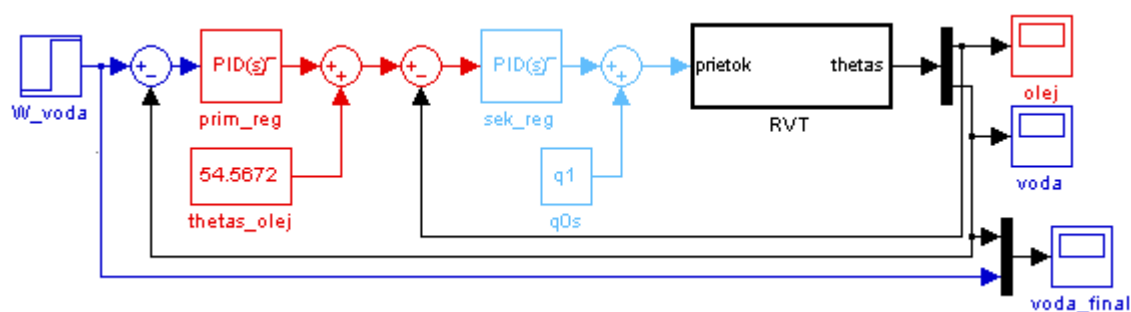 W_voda
PID(s)
prim_reg
54.5672
thetas_olej
PID(s)
sek_reg
q1
q0s
prietok
thetas
RVT
olej
voda
voda_final